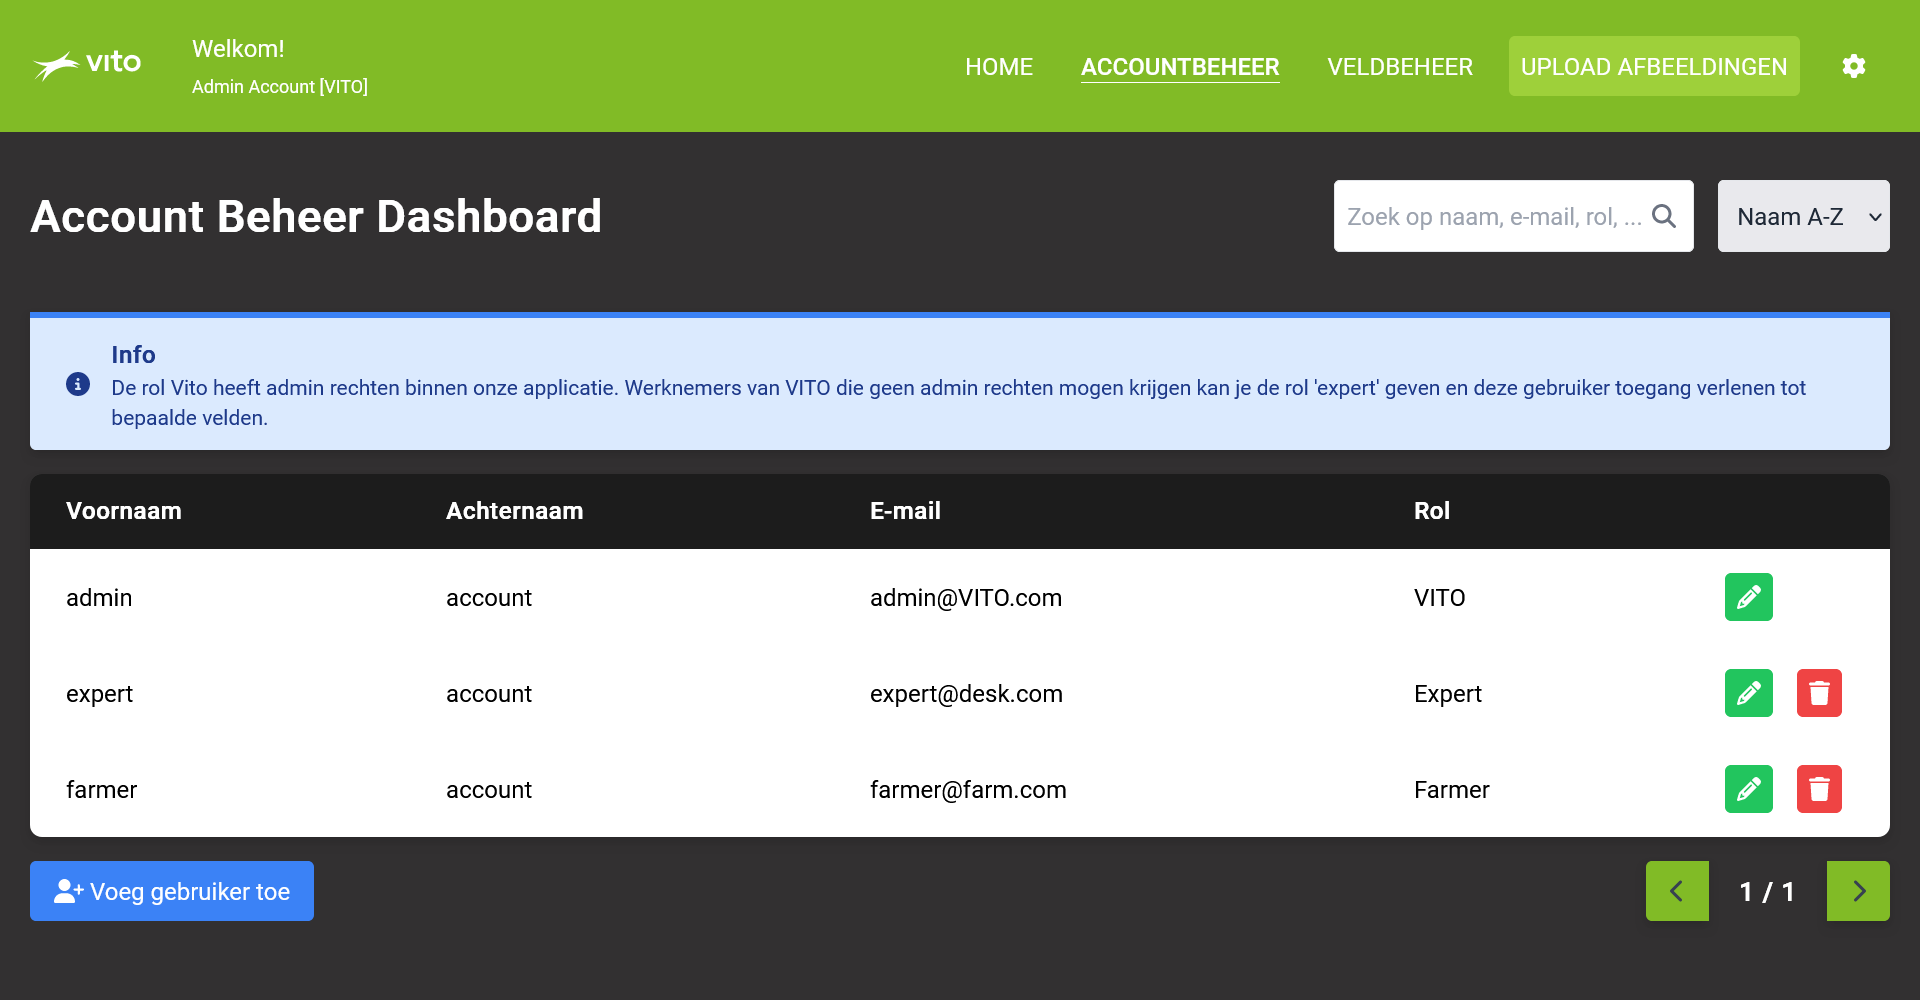 vito
Welkom!
Admin Account [VITO]
HOME
ACCOUNTBEHEER
VELDBEHEER
UPLOAD AFBEELDINGEN
Account Beheer Dashboard
Zoek op naam, e-mail, rol, ...
Naam A-Z
Info
De rol Vito heeft admin rechten binnen onze applicatie. Werknemers van VITO die geen admin rechten mogen krijgen kan je de rol 'expert' geven en deze gebruiker toegang verlenen tot
bepaalde velden.
Voornaam Achternaam E-mail Rol
admin account admin@VITO.com VITO
expert account expert@desk.com Expert
farmer account farmer@farm.com Farmer
Voeg gebruiker toe
1 / 1